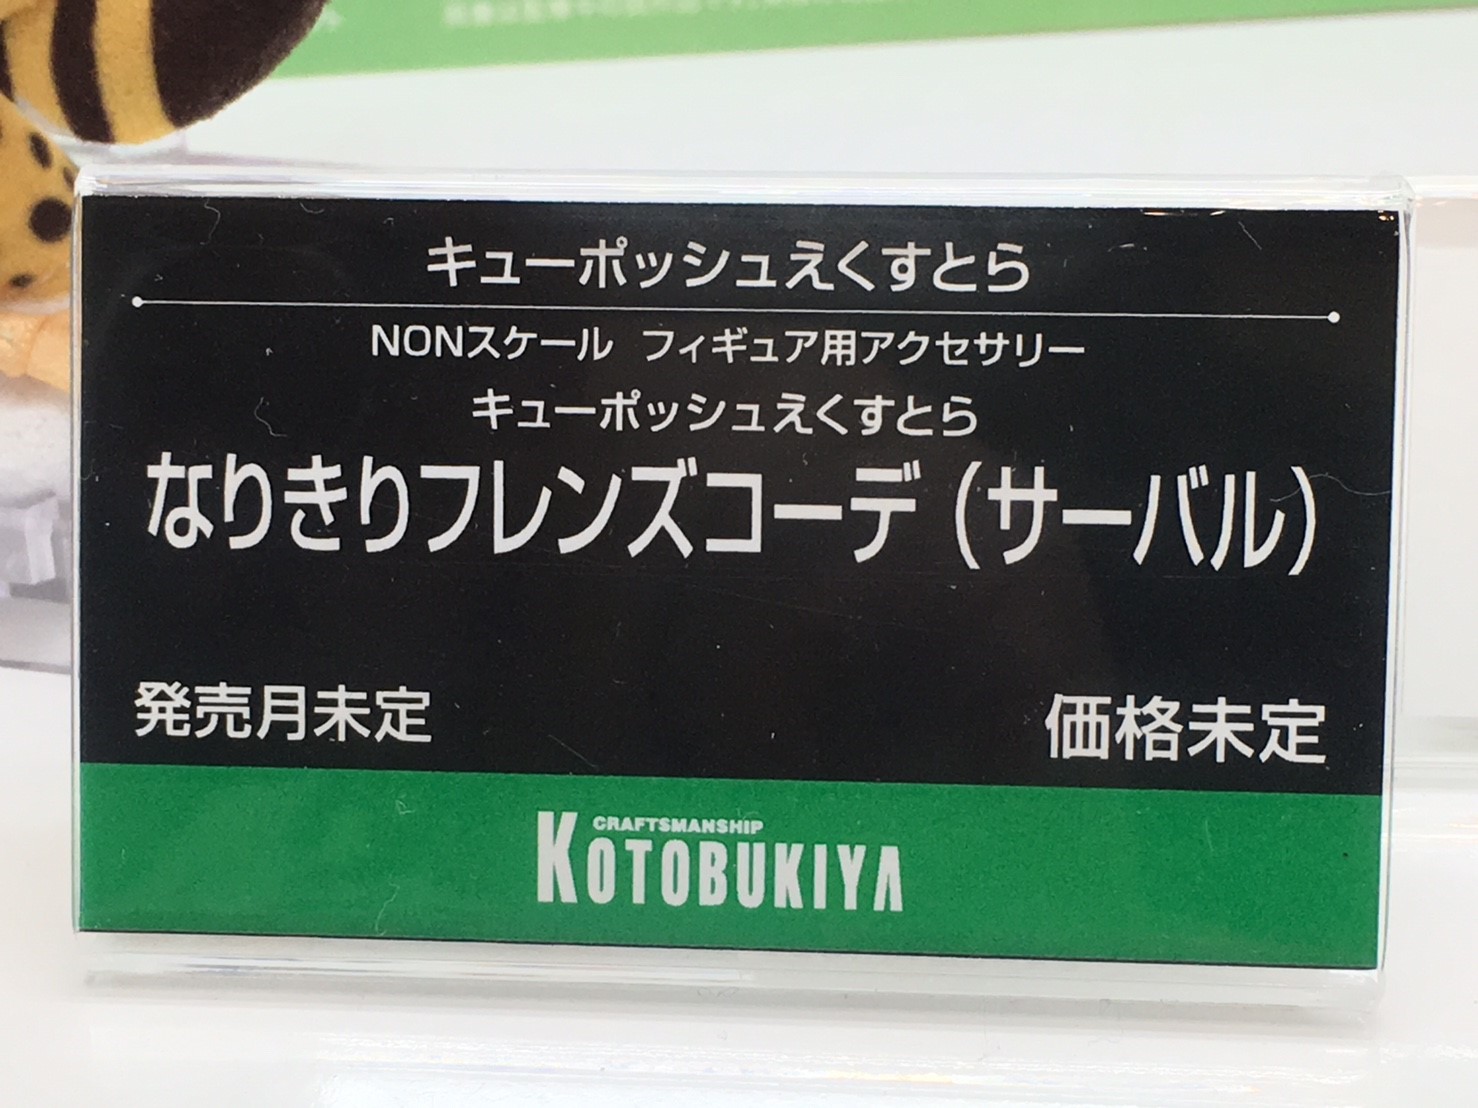 キューポッシュえくすとら
NONスケール フィギュア用アクセサリー
キューポッシュえくすとら
なりきりフレンズコーデ（サーバル）
発売月未定
価格未定
CRAFTSMANSHIP
KOTOBUKIYA